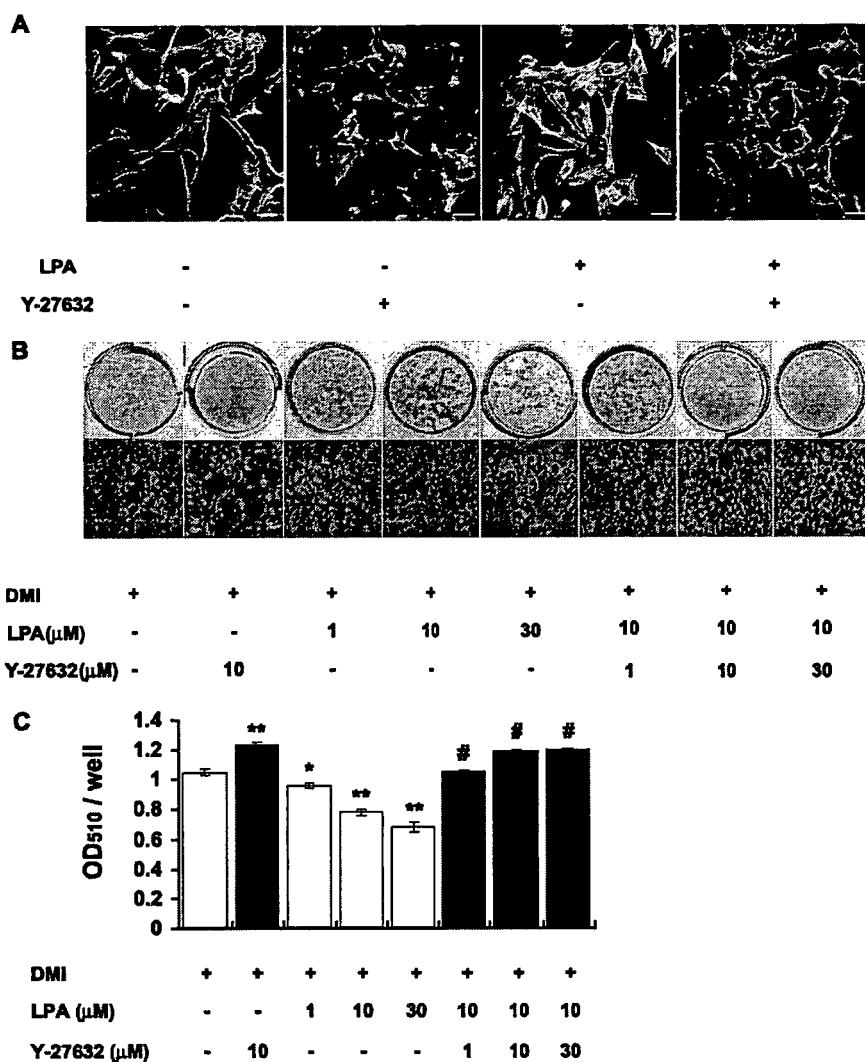 A
LPA - - + +
Y-27632 - + - +
B
DMI + + + + + + + +
LPA(μM) - - 1 10 30 10 10 10
Y-27632(μM) - 10 - - - 1 10 30
C
1.4
** 
1.2
1
0.8
0.6
0.4
0.2
0
OD510 / well
** * ** ** # # #
DMI + + + + + + + +
LPA (μM) - - 1 10 30 10 10 10
Y-27632 (μM) - 10 - - - 1 10 30